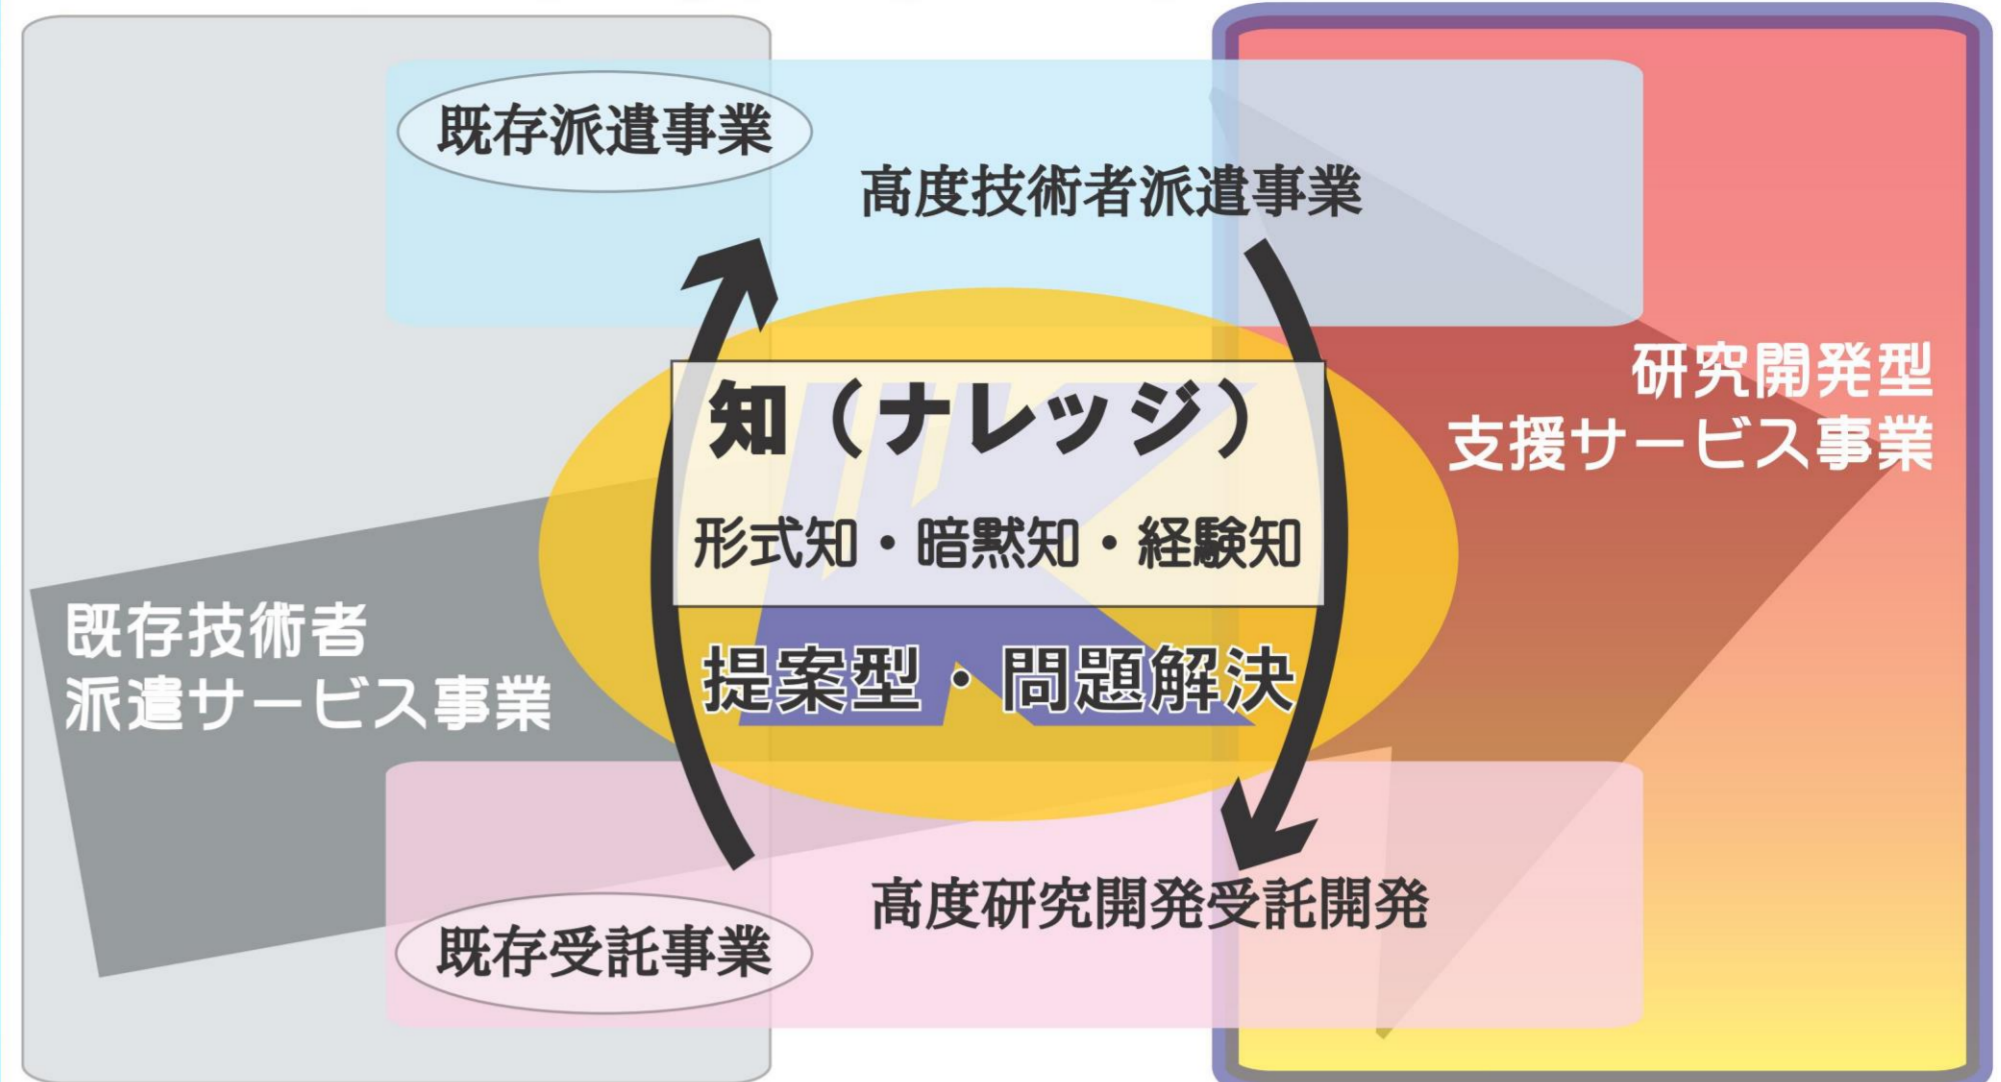 既存派遣事業
高度技術者派遣事業
研究開発型
支援サービス事業
知（ナレッジ）
形式知・暗黙知・経験知
既存技術者
派遣サービス事業
提案型・問題解決
高度研究開発受託開発
既存受託事業